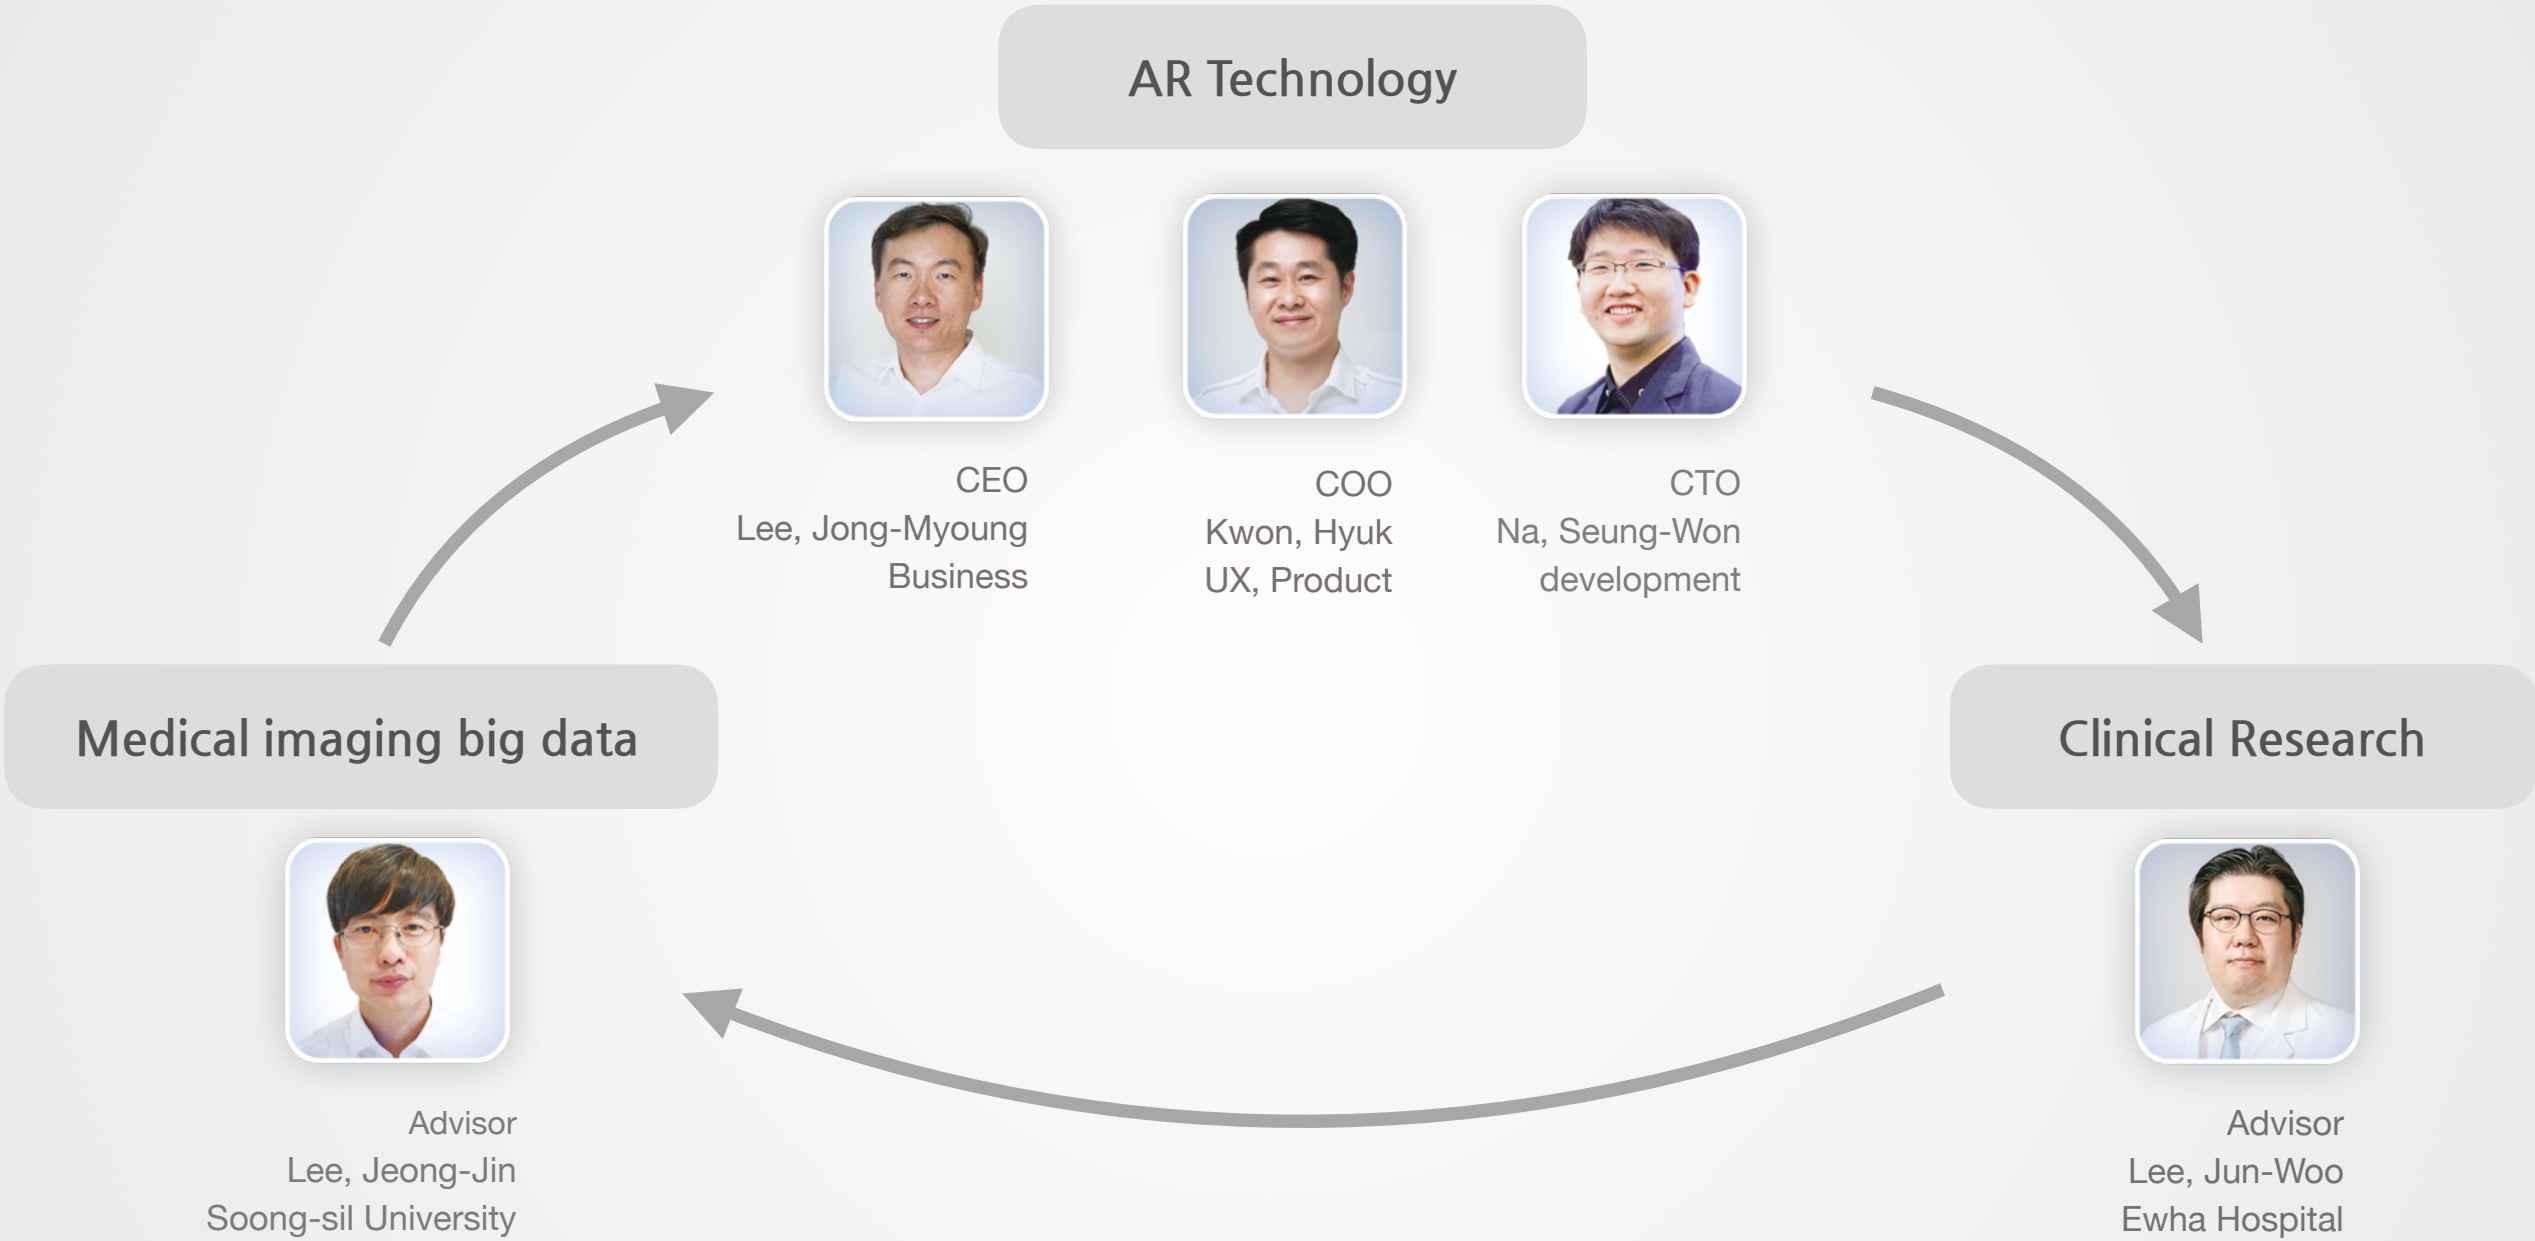 AR Technology
CEO
Lee, Jong-Myoung
Business
COO
Kwon, Hyuk
UX, Product
CTO
Na, Seung-Won
development
Medical imaging big data
Advisor
Lee, Jeong-Jin
Soong-sil University
Clinical Research
Advisor
Lee, Jun-Woo
Ewha Hospital